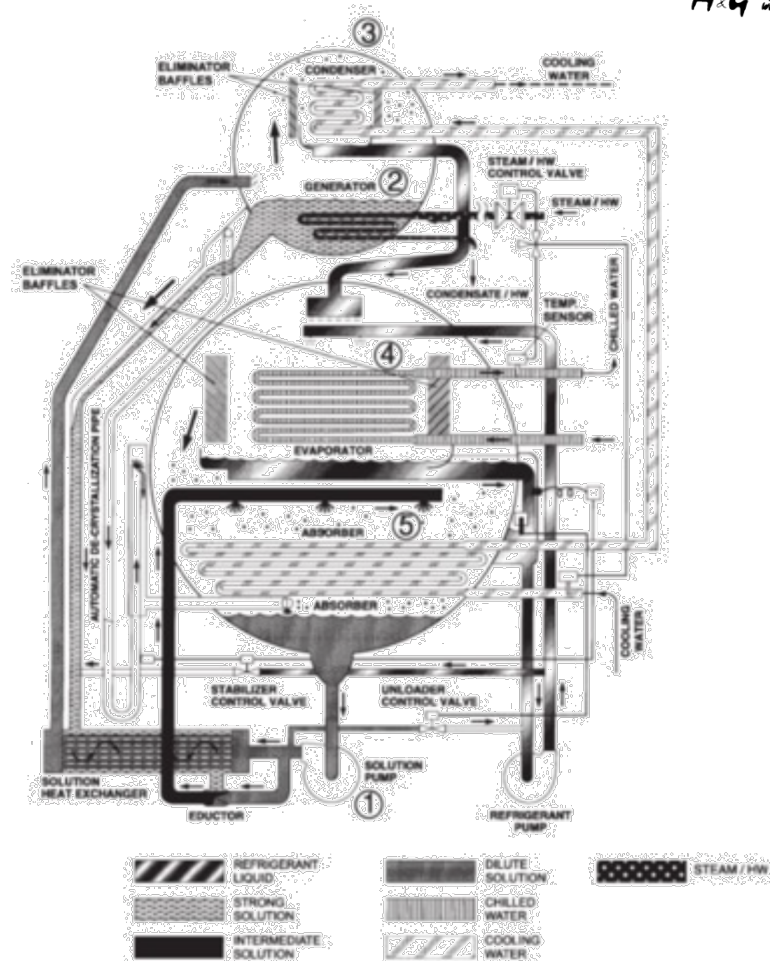 H&G
③
ELIMINATOR
BAFFLES
CONDENSER
COOLING
WATER
STEAM / HW
CONTROL VALVE
GENERATOR ②
STEAM / HW
ELIMINATOR
BAFFLES
CONDENSATE / HW
TEMP.
SENSOR
CHILLED WATER
④
EVAPORATOR
AUTOMATIC DE-CRYSTALLIZATION PIPE
ABSORBER ⑤
ABSORBER
COOLING
WATER
STABILIZER
CONTROL VALVE
UNLOADER
CONTROL VALVE
SOLUTION
HEAT EXCHANGER
EDUCTOR
SOLUTION
PUMP
①
REFRIGERANT
PUMP
REFRIGERANT
LIQUID
DILUTE
SOLUTION
STEAM / HW
STRONG
SOLUTION
CHILLED
WATER
INTERMEDIATE
SOLUTION
COOLING
WATER